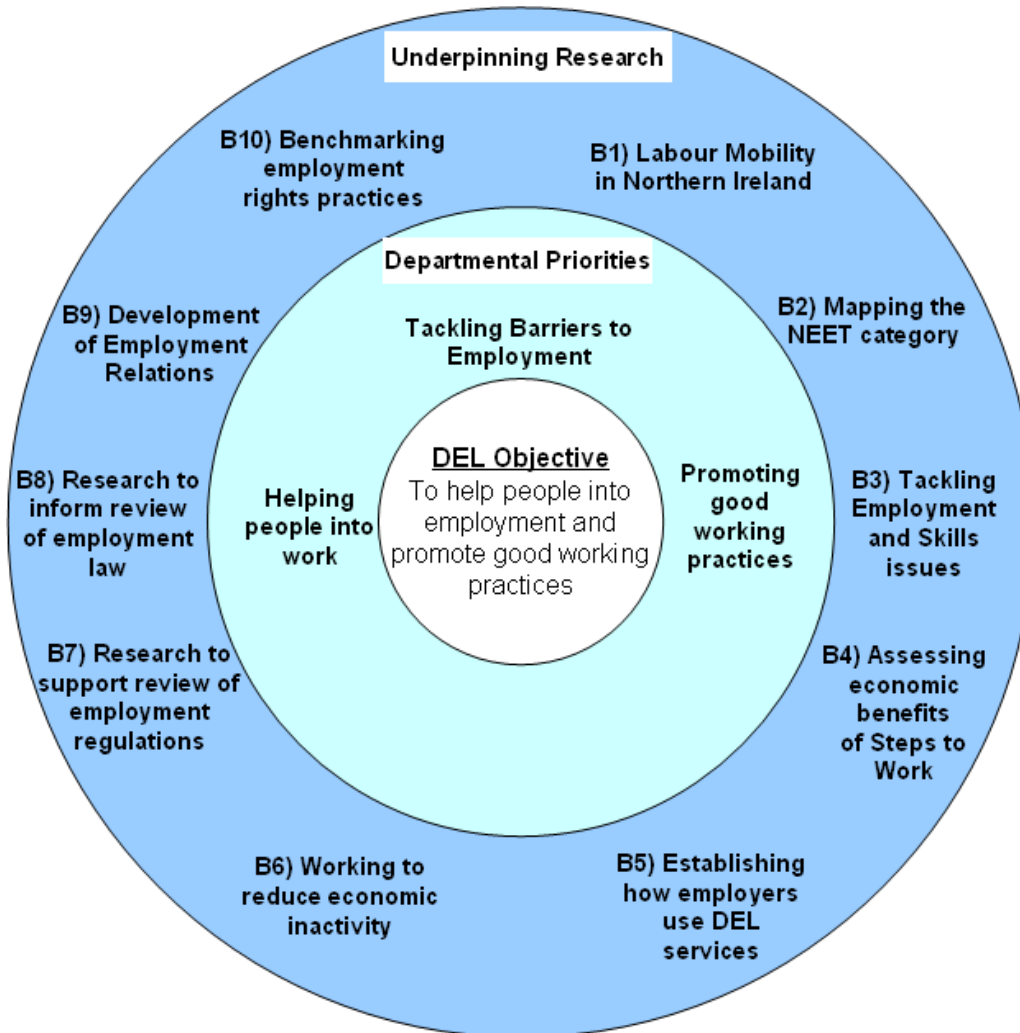 Underpinning Research
B10) Benchmarking
employment
rights practices
B1) Labour Mobility
in Northern Ireland
B9) Development
of Employment
Relations
B2) Mapping the
NEET category
B8) Research to
inform review
of employment
law
B3) Tackling
Employment
and Skills
issues
B7) Research to
support review of
employment
regulations
B4) Assessing
economic
benefits
of Steps to
Work
B6) Working to
reduce economic
inactivity
B5) Establishing
how employers
use DEL
services
Departmental Priorities
Tackling Barriers to
Employment
Helping
people into
work
Promoting
good
working
practices
DEL Objective
To help people into
employment and
promote good working
practices